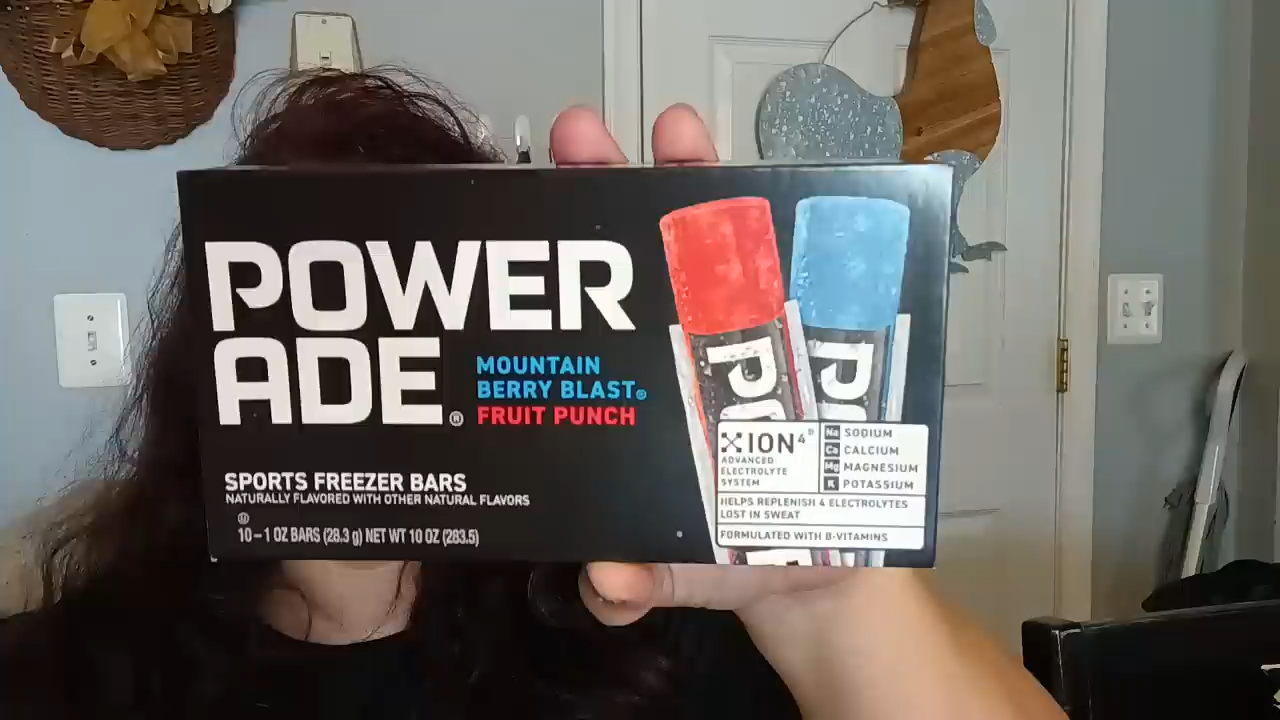 POWER
ADE®
MOUNTAIN
BERRY BLAST®
FRUIT PUNCH
SPORTS FREEZER BARS
NATURALLY FLAVORED WITH OTHER NATURAL FLAVORS
U
10-1 OZ BARS (28.3 g) NET WT 10 OZ (283.5)
PO
PO
ION4®
ADVANCED
ELECTROLYTE
SYSTEM
Na SODIUM
Ca CALCIUM
Mg MAGNESIUM
K POTASSIUM
HELPS REPLENISH 4 ELECTROLYTES
LOST IN SWEAT
FORMULATED WITH B-VITAMINS